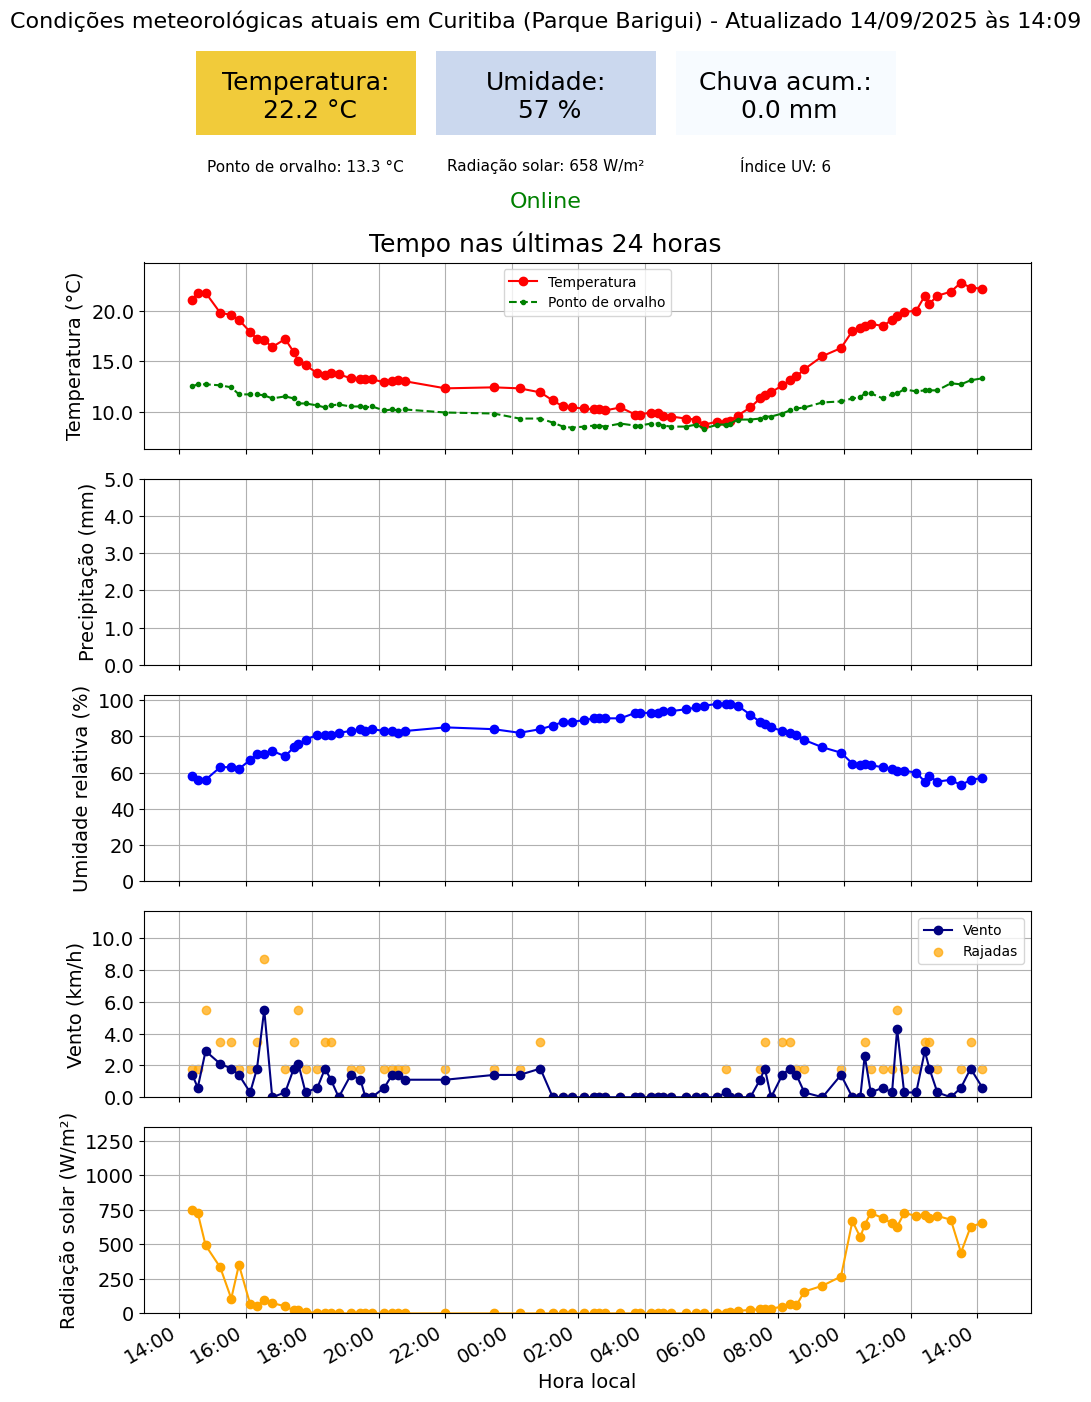 Condições meteorológicas atuais em Curitiba (Parque Barigui) - Atualizado 14/09/2025 às 14:09
Temperatura:
22.2 °C
Umidade:
57 %
Chuva acum.:
0.0 mm
Ponto de orvalho: 13.3 °C
Radiação solar: 658 W/m²
Índice UV: 6
Online
Tempo nas últimas 24 horas
Temperatura (°C)
20.0
15.0
10.0
Temperatura
Ponto de orvalho
Precipitação (mm)
5.0
4.0
3.0
2.0
1.0
0.0
Umidade relativa (%)
100
80
60
40
20
0
Vento (km/h)
10.0
8.0
6.0
4.0
2.0
0.0
Vento
Rajadas
Radiação solar (W/m²)
1250
1000
750
500
250
0
14:00
16:00
18:00
20:00
22:00
00:00
02:00
04:00
06:00
08:00
10:00
12:00
14:00
Hora local